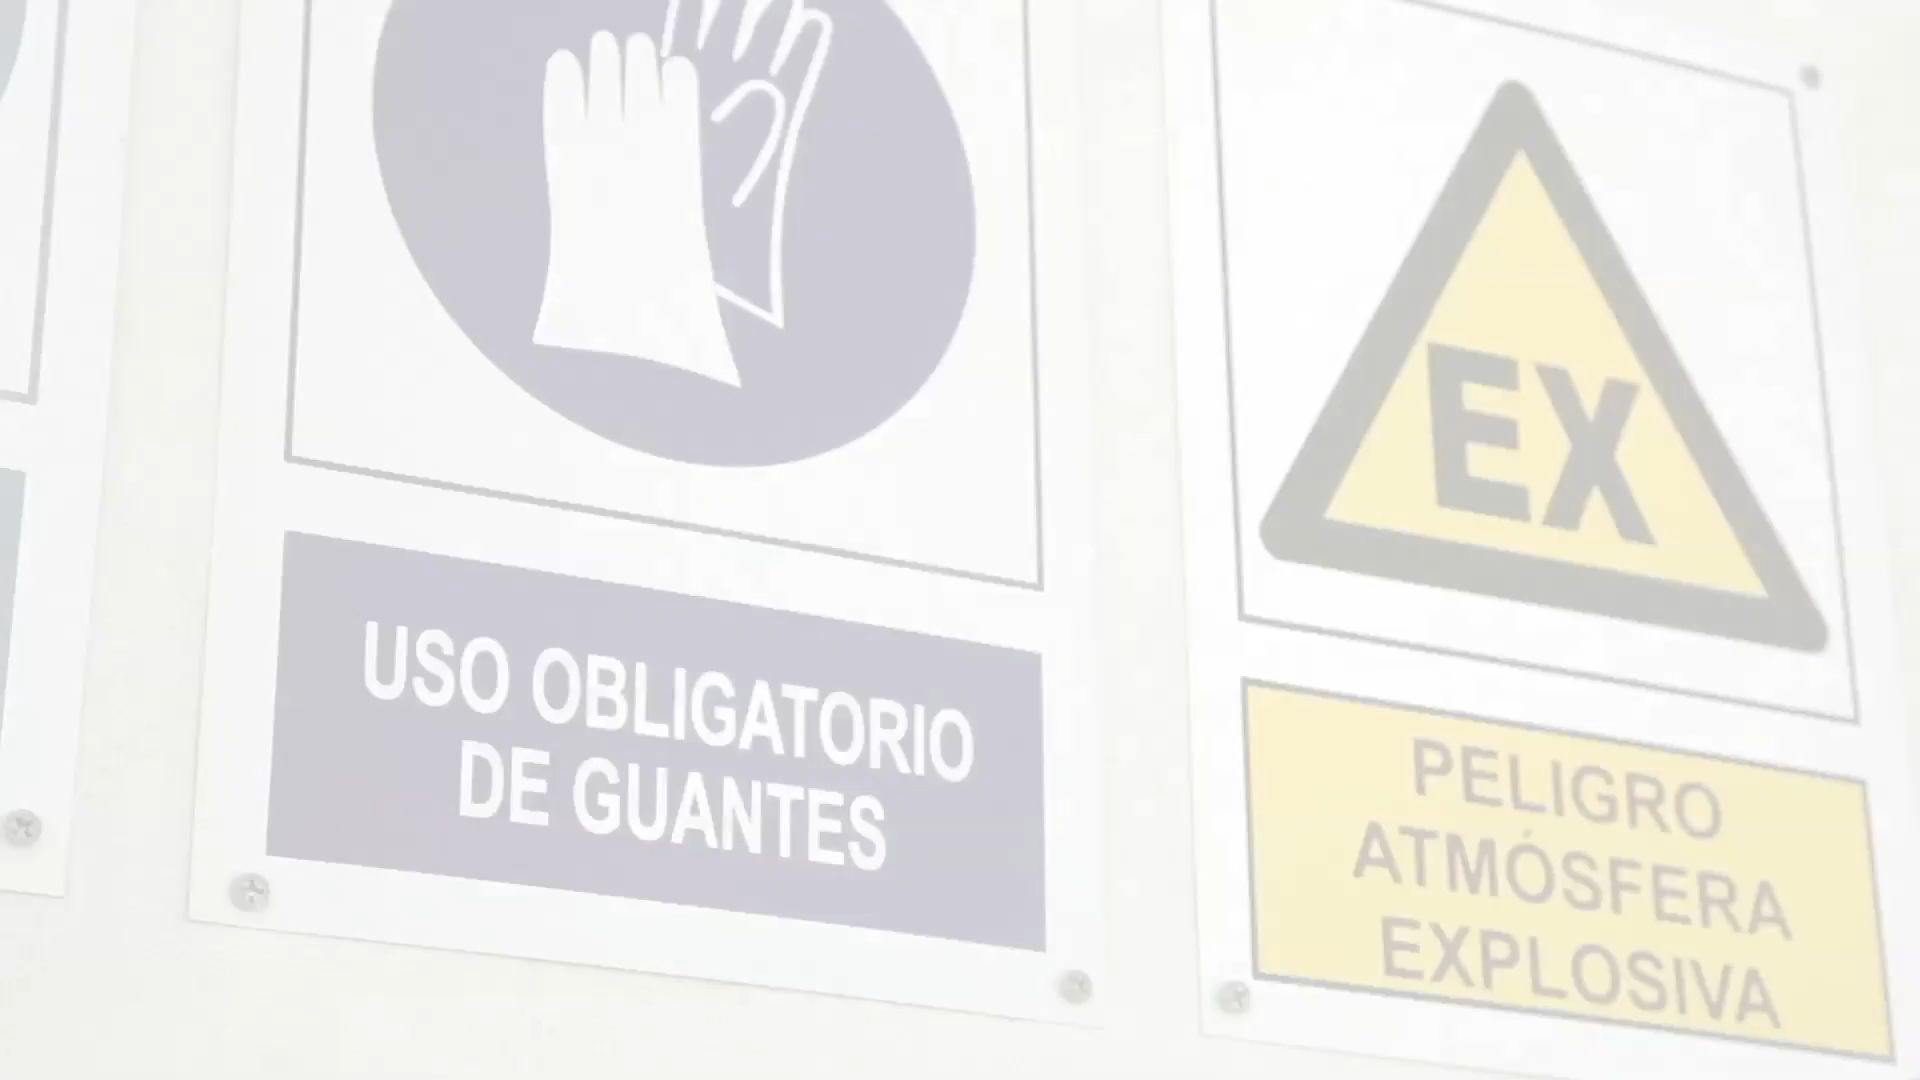 USO OBLIGATORIO
DE GUANTES
EX
PELIGRO
ATMÓSFERA
EXPLOSIVA